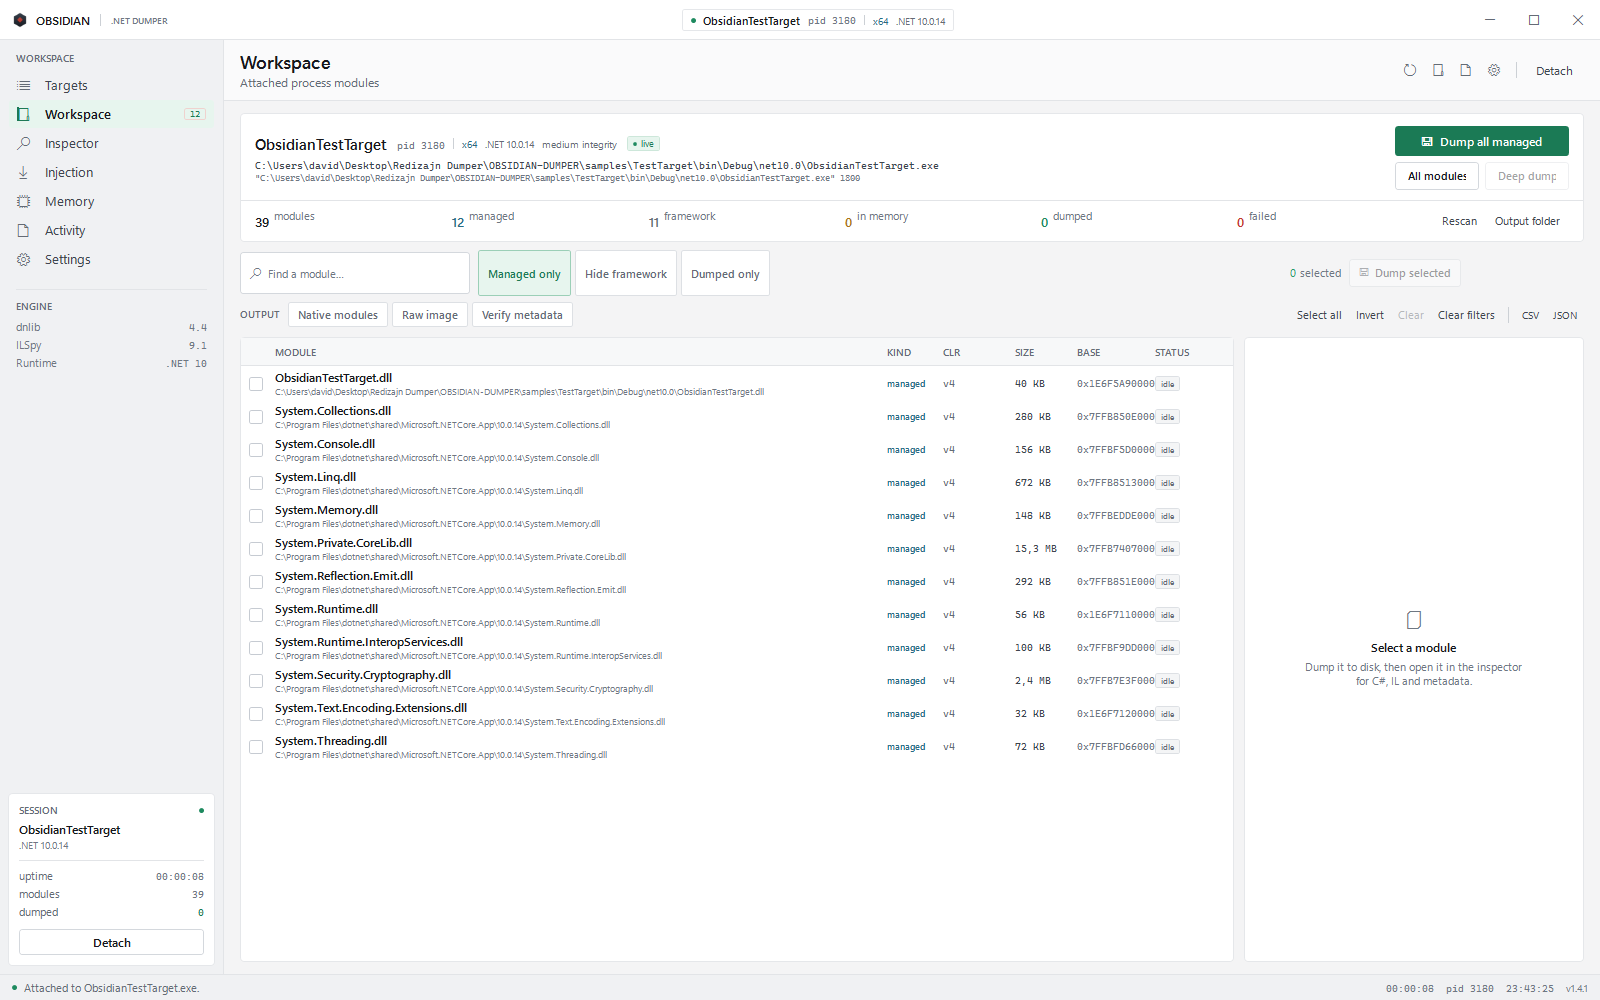 OBSIDIAN .NET DUMPER
ObsidianTestTarget pid 3180 x64 .NET 10.0.14
WORKSPACE
Targets
Workspace 12
Inspector
Injection
Memory
Activity
Settings
ENGINE
dnlib 4.4
ILSpy 9.1
Runtime .NET 10
SESSION
ObsidianTestTarget
.NET 10.0.14
uptime 00:00:08
modules 39
dumped 0
Detach
Workspace
Attached process modules
Detach
ObsidianTestTarget pid 3180 x64 .NET 10.0.14 medium integrity live
C:\Users\david\Desktop\Redizajn Dumper\OBSIDIAN-DUMPER\samples\TestTarget\bin\Debug\net10.0\ObsidianTestTarget.exe
"C:\Users\david\Desktop\Redizajn Dumper\OBSIDIAN-DUMPER\samples\TestTarget\bin\Debug\net10.0\ObsidianTestTarget.exe" 1800
Dump all managed
All modules Deep dump
39 modules 12 managed 11 framework 0 in memory 0 dumped 0 failed Rescan Output folder
Find a module... Managed only Hide framework Dumped only 0 selected Dump selected
OUTPUT Native modules Raw image Verify metadata Select all Invert Clear Clear filters CSV JSON
MODULE KIND CLR SIZE BASE STATUS
ObsidianTestTarget.dll managed v4 40 KB 0x1E6F5A90000 idle
C:\Users\david\Desktop\Redizajn Dumper\OBSIDIAN-DUMPER\samples\TestTarget\bin\Debug\net10.0\ObsidianTestTarget.dll
System.Collections.dll managed v4 280 KB 0x7FFB850E000 idle
C:\Program Files\dotnet\shared\Microsoft.NETCore.App\10.0.14\System.Collections.dll
System.Console.dll managed v4 156 KB 0x7FFBF5D0000 idle
C:\Program Files\dotnet\shared\Microsoft.NETCore.App\10.0.14\System.Console.dll
System.Linq.dll managed v4 672 KB 0x7FFB8513000 idle
C:\Program Files\dotnet\shared\Microsoft.NETCore.App\10.0.14\System.Linq.dll
System.Memory.dll managed v4 148 KB 0x7FFBEDDE000 idle
C:\Program Files\dotnet\shared\Microsoft.NETCore.App\10.0.14\System.Memory.dll
System.Private.CoreLib.dll managed v4 15,3 MB 0x7FFB7407000 idle
C:\Program Files\dotnet\shared\Microsoft.NETCore.App\10.0.14\System.Private.CoreLib.dll
System.Reflection.Emit.dll managed v4 292 KB 0x7FFB851E000 idle
C:\Program Files\dotnet\shared\Microsoft.NETCore.App\10.0.14\System.Reflection.Emit.dll
System.Runtime.dll managed v4 56 KB 0x1E6F7110000 idle
C:\Program Files\dotnet\shared\Microsoft.NETCore.App\10.0.14\System.Runtime.dll
System.Runtime.InteropServices.dll managed v4 100 KB 0x7FFBF9DD000 idle
C:\Program Files\dotnet\shared\Microsoft.NETCore.App\10.0.14\System.Runtime.InteropServices.dll
System.Security.Cryptography.dll managed v4 2,4 MB 0x7FFB7E3F000 idle
C:\Program Files\dotnet\shared\Microsoft.NETCore.App\10.0.14\System.Security.Cryptography.dll
System.Text.Encoding.Extensions.dll managed v4 32 KB 0x1E6F7120000 idle
C:\Program Files\dotnet\shared\Microsoft.NETCore.App\10.0.14\System.Text.Encoding.Extensions.dll
System.Threading.dll managed v4 72 KB 0x7FFBFD66000 idle
C:\Program Files\dotnet\shared\Microsoft.NETCore.App\10.0.14\System.Threading.dll
Select a module
Dump it to disk, then open it in the inspector
for C#, IL and metadata.
Attached to ObsidianTestTarget.exe. 00:00:08 pid 3180 23:43:25 v1.4.1